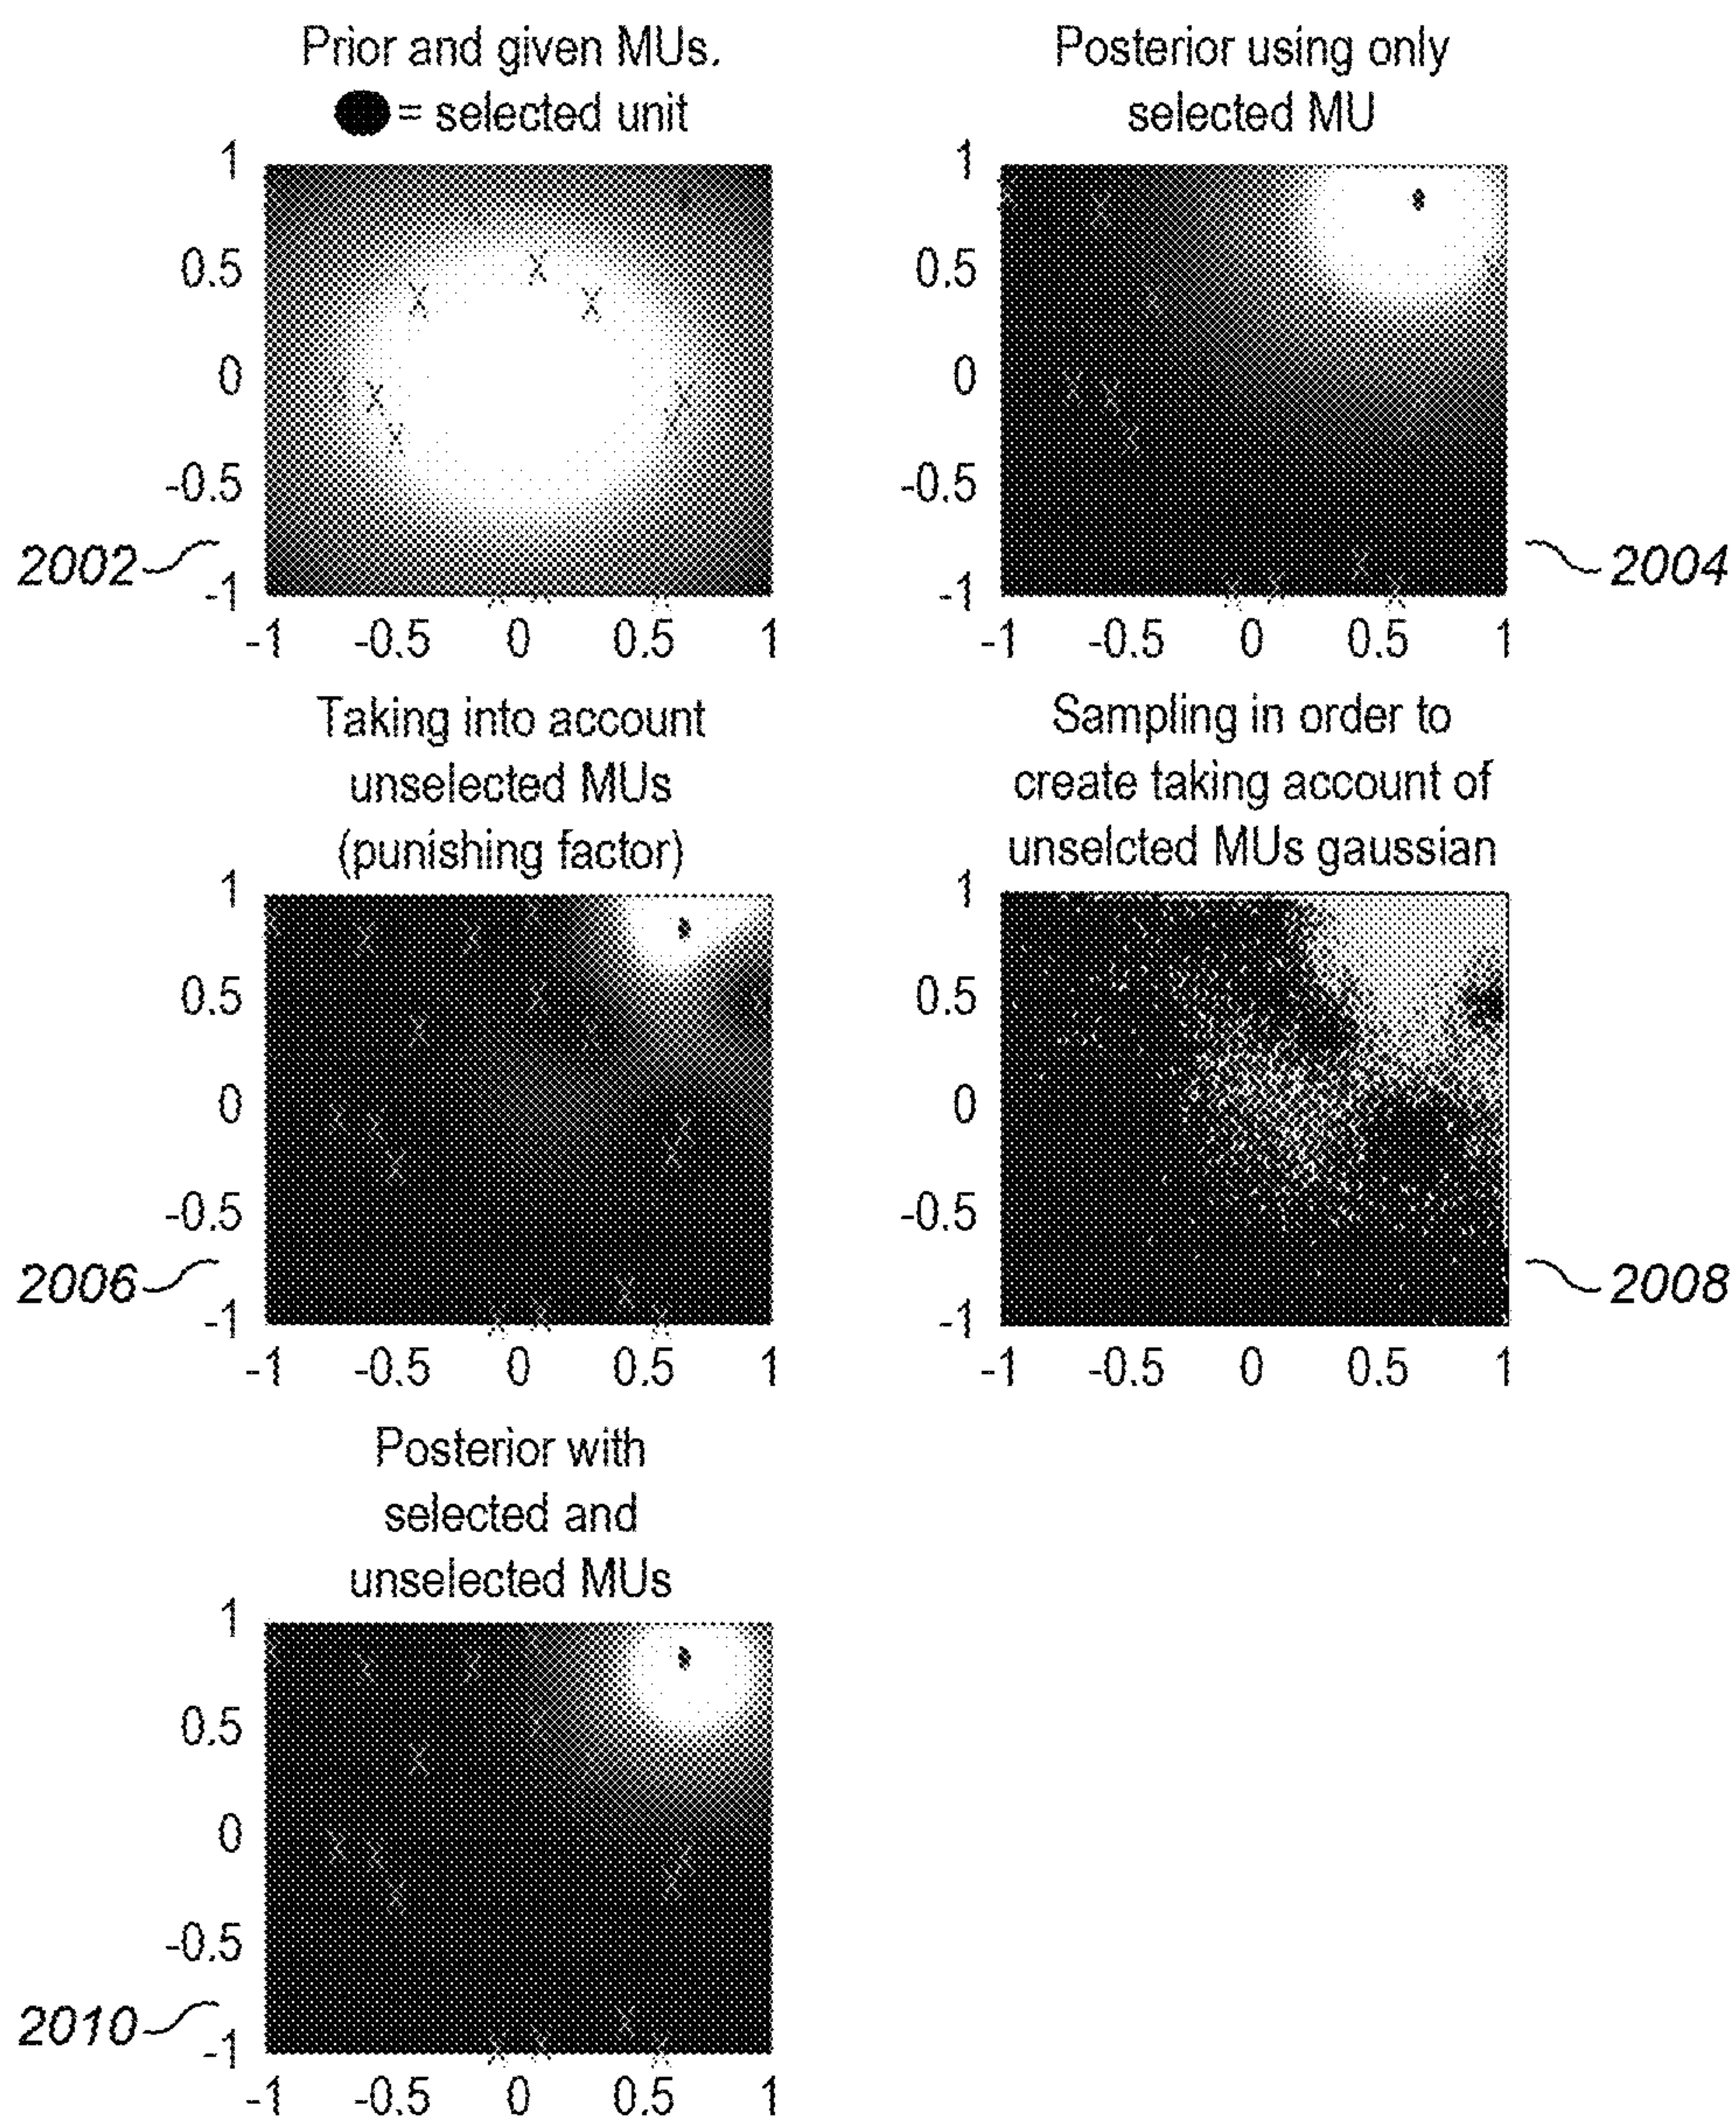 Prior and given MUs.
= selected unit
1
0.5
0
-0.5
-1
-1 -0.5 0 0.5 1
2002
Posterior using only
selected MU
1
0.5
0
-0.5
-1
-1 -0.5 0 0.5 1
2004
Taking into account
unselected MUs
(punishing factor)
1
0.5
0
-0.5
-1
-1 -0.5 0 0.5 1
2006
Sampling in order to
create taking account of
unselcted MUs gaussian
1
0.5
0
-0.5
-1
-1 -0.5 0 0.5 1
2008
Posterior with
selected and
unselected MUs
1
0.5
0
-0.5
-1
-1 -0.5 0 0.5 1
2010